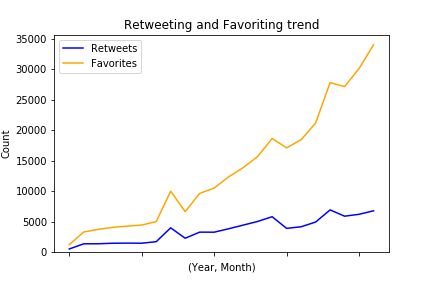 Retweeting and Favoriting trend
35000
30000
25000
20000
15000
10000
5000
0
Count
Retweets
Favorites
(Year, Month)